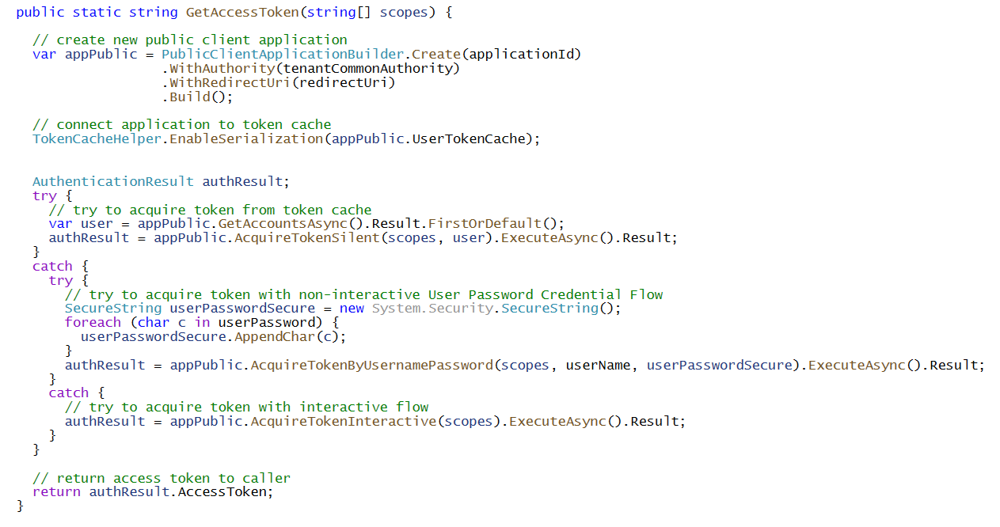 public static string GetAccessToken(string[] scopes) {
// create new public client application
var appPublic = PublicClientApplicationBuilder.Create(applicationId)
.WithAuthority(tenantCommonAuthority)
.WithRedirectUri(redirectUri)
.Build();
// connect application to token cache
TokenCacheHelper.EnableSerialization(appPublic.UserTokenCache);
AuthenticationResult authResult;
try {
// try to acquire token from token cache
var user = appPublic.GetAccountsAsync().Result.FirstOrDefault();
authResult = appPublic.AcquireTokenSilent(scopes, user).ExecuteAsync().Result;
}
catch {
try {
// try to acquire token with non-interactive User Password Credential Flow
SecureString userPasswordSecure = new System.Security.SecureString();
foreach (char c in userPassword) {
userPasswordSecure.AppendChar(c);
}
authResult = appPublic.AcquireTokenByUsernamePassword(scopes, userName, userPasswordSecure).ExecuteAsync().Result;
}
catch {
// try to acquire token with interactive flow
authResult = appPublic.AcquireTokenInteractive(scopes).ExecuteAsync().Result;
}
}
// return access token to caller
return authResult.AccessToken;
}